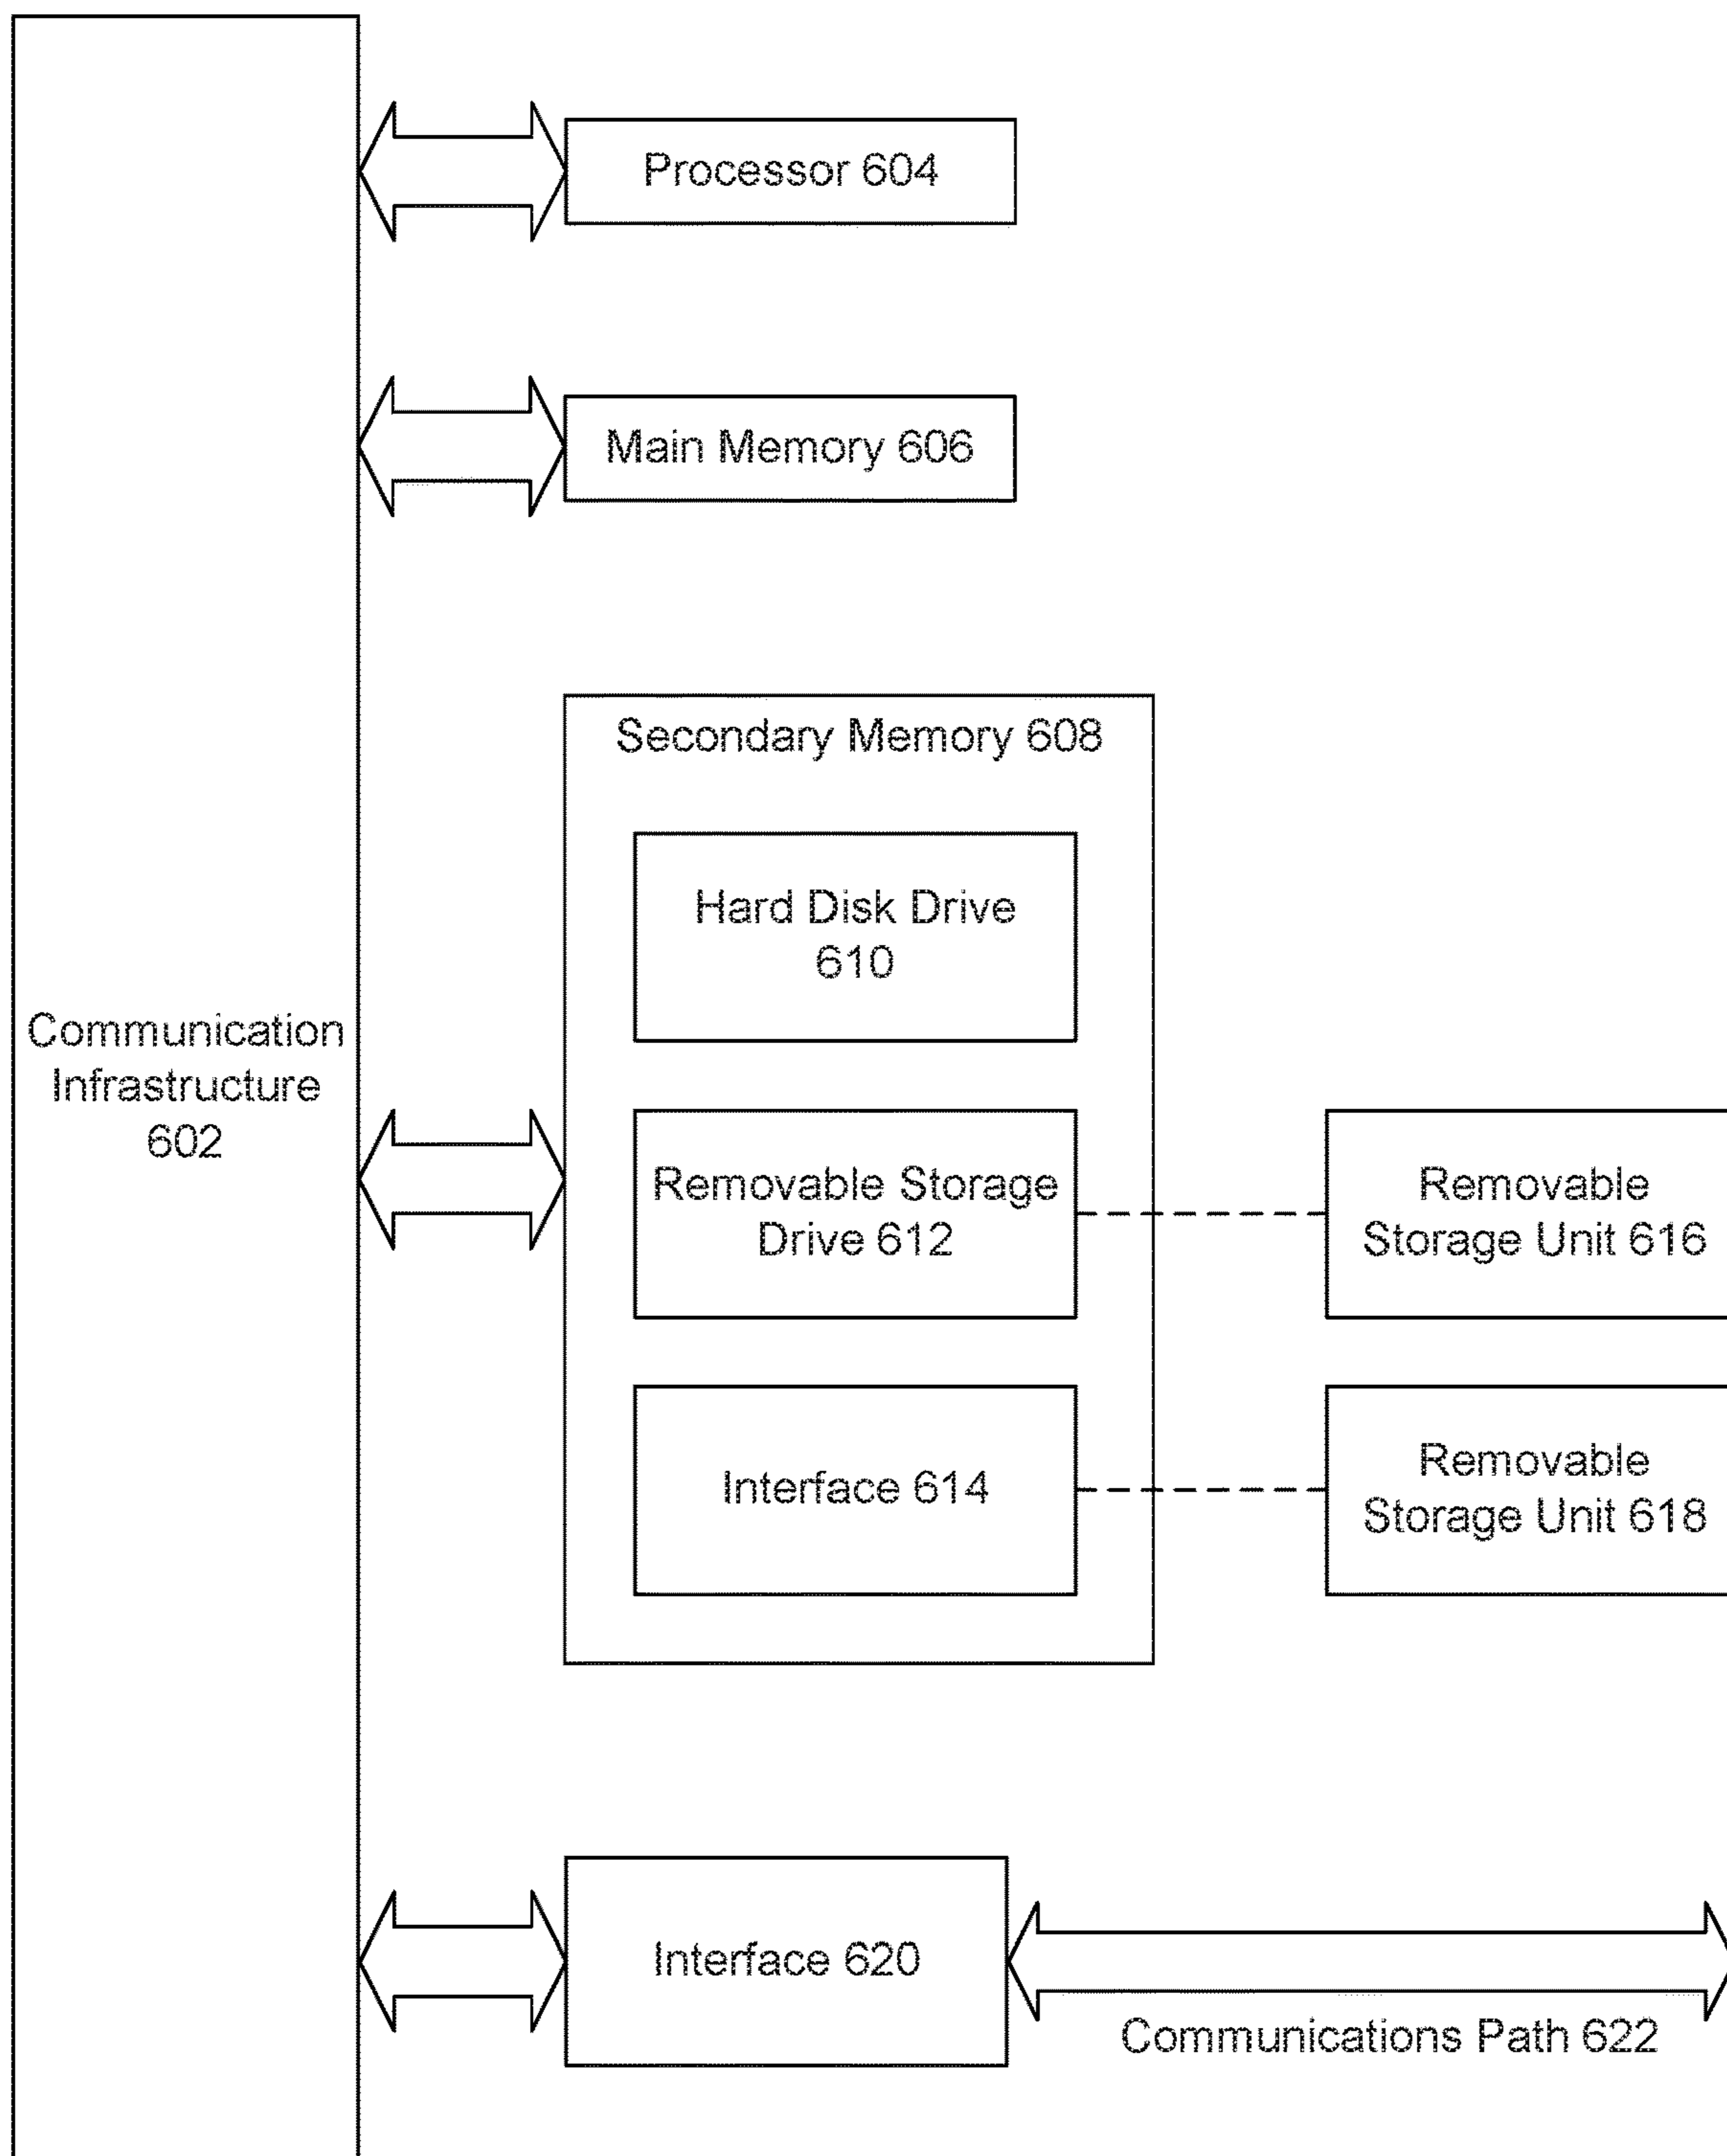 Processor 604
Main Memory 606
Secondary Memory 608
Hard Disk Drive
610
Communication
Infrastructure
602
Removable Storage
Drive 612
Removable
Storage Unit 616
Interface 614
Removable
Storage Unit 618
Interface 620
Communications Path 622